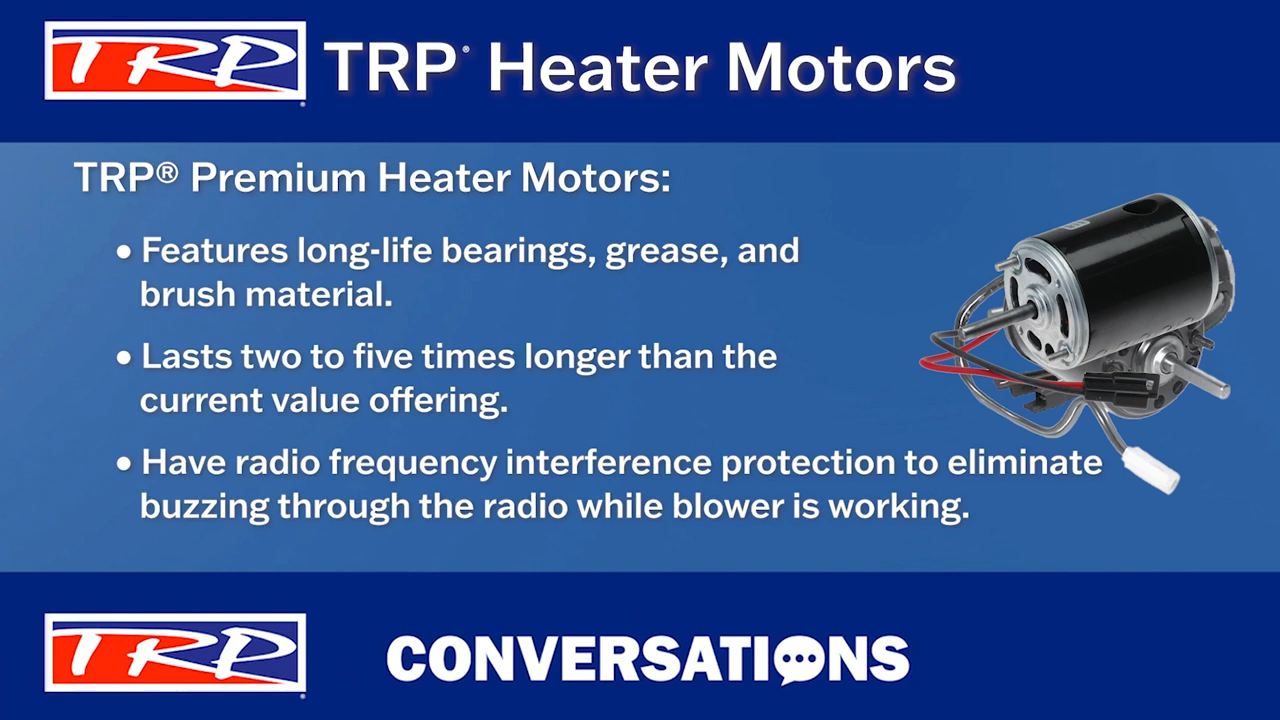 TRP TRP® Heater Motors
TRP® Premium Heater Motors:
• Features long-life bearings, grease, and
brush material.
• Lasts two to five times longer than the
current value offering.
• Have radio frequency interference protection to eliminate
buzzing through the radio while blower is working.
TRP CONVERSATIONS